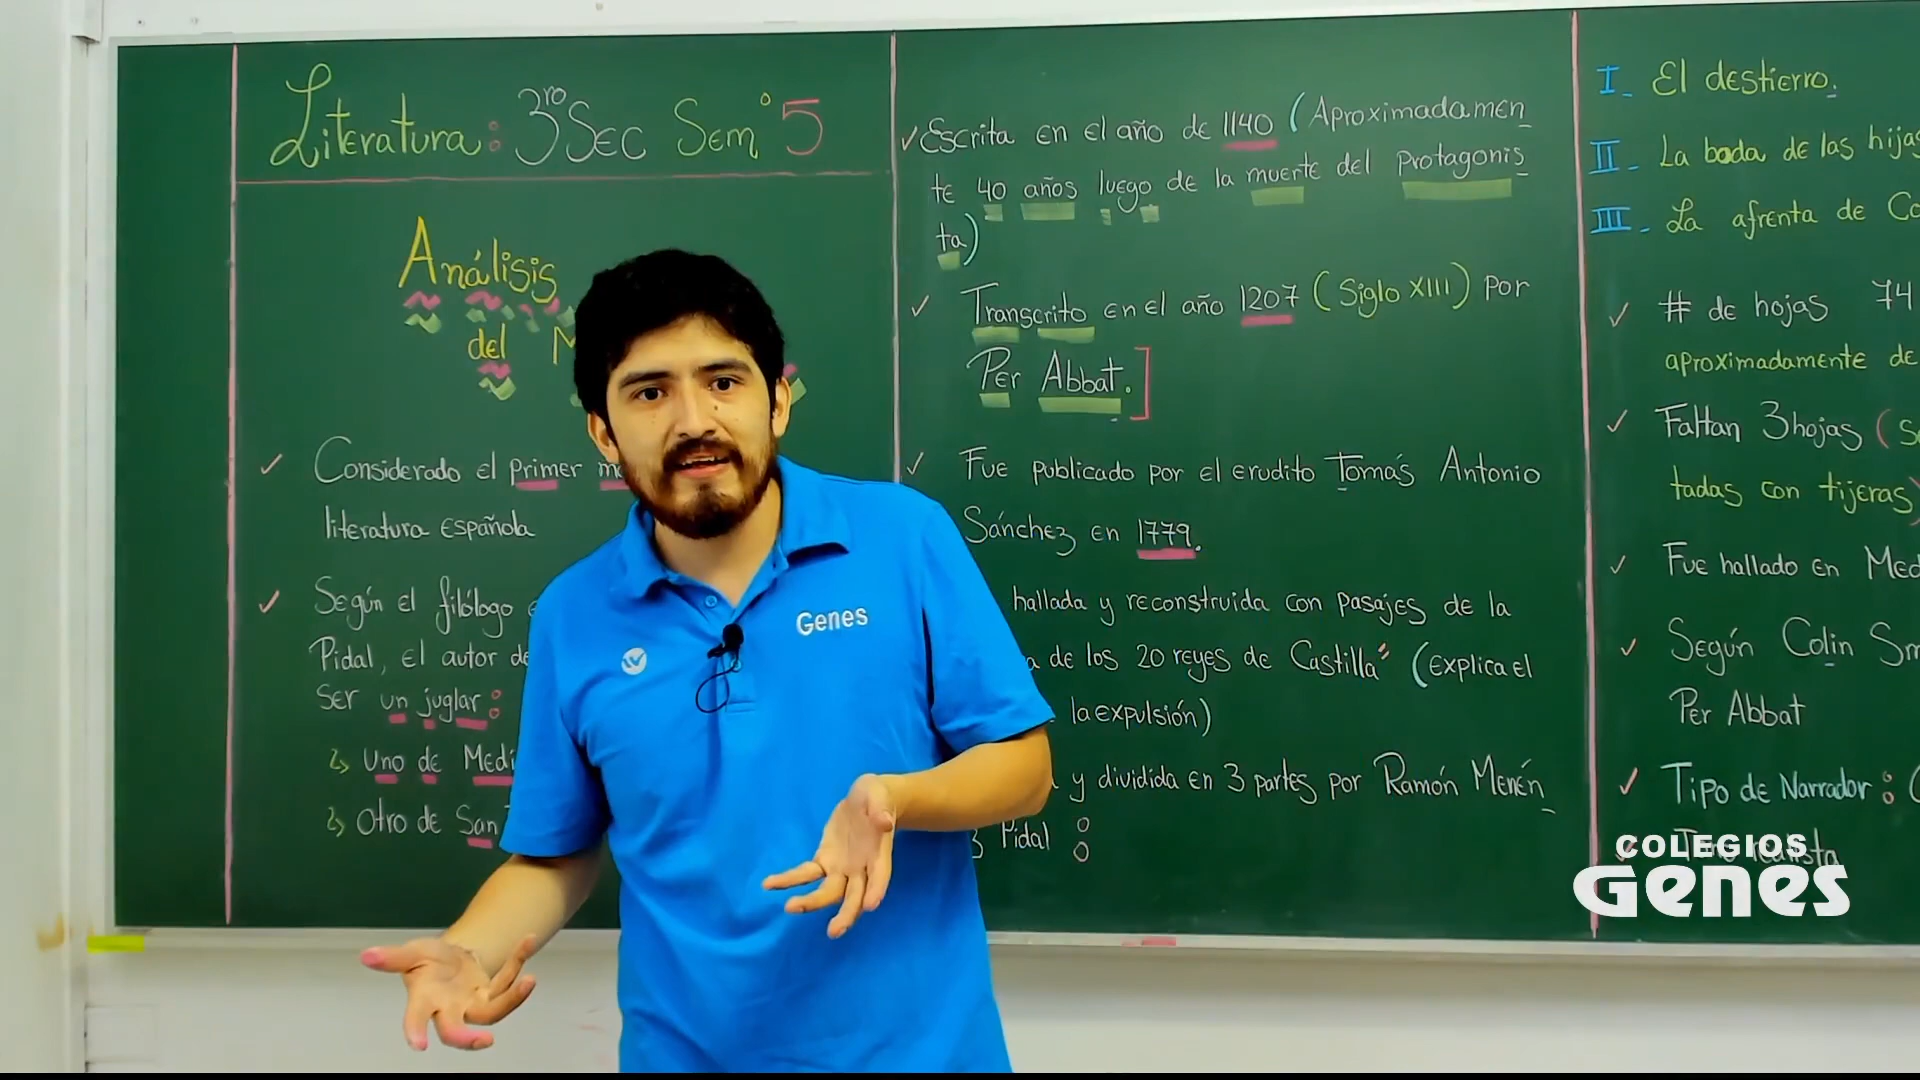 Literatura: 3ro Sec Sem° 5
Análisis
del
✓ Considerado el primer
literatura española
✓ Según el filólogo
Pidal, el autor de
ser un juglar:
Uno de Medi
Otro de San
✓ Escrita en el año de 1140 (Aproximadamen
te 40 años luego de la muerte del protagonis
ta)
✓ Transcrito en el año 1207 (Siglo XIII) por
Per Abbat.]
✓ Fue publicado por el erudito Tomás Antonio
Sánchez en 1779.
hallada y reconstruida con pasajes de la
de los 20 reyes de Castilla" (explica el
la expulsión)
y dividida en 3 partes por Ramón Menén
Pidal :
I. El destierro.
II. La boda de las hijas
III. La afrenta de Co
✓ # de hojas 74
aproximadamente de
✓ Faltan 3 hojas (
tadas con tijeras)
✓ Fue hallado en Med
✓ Según Colin Sm
Per Abbat
✓ Tipo de Narrador:
realista
Genes
COLEGIOS
Genes